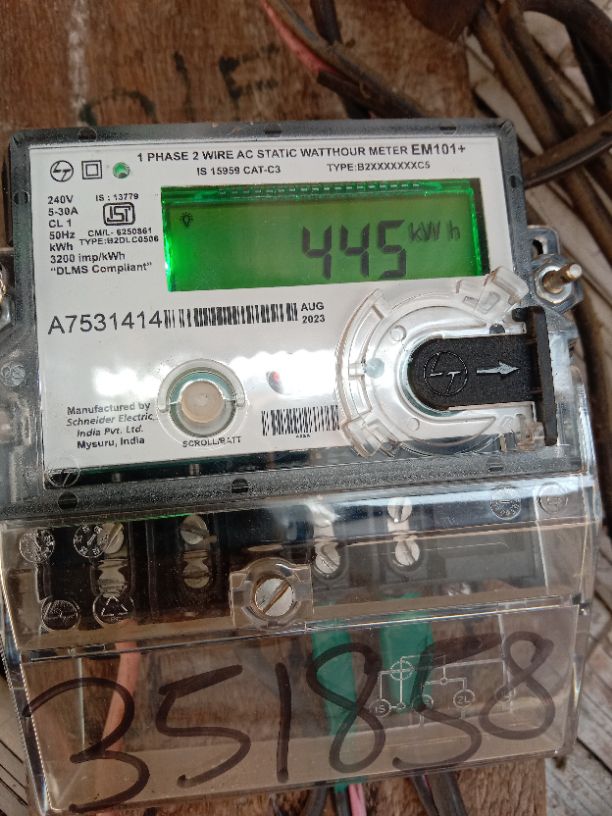 1 PHASE 2 WIRE AC STATIC WATTHOUR METER EM101+
IS 15959 CAT-C3 TYPE:B2XXXXXXXC5
240V IS : 13779
5-30A
CL 1
50Hz CM/L- 6250861
kWh TYPE:B2DLC0506
3200 imp/kWh
"DLMS Compliant"
445 kWh
A7531414
AUG
2023
Manufactured by
Schneider Electric
India Pvt. Ltd.
Mysuru, India
SCROLL/BATT
LT
351858